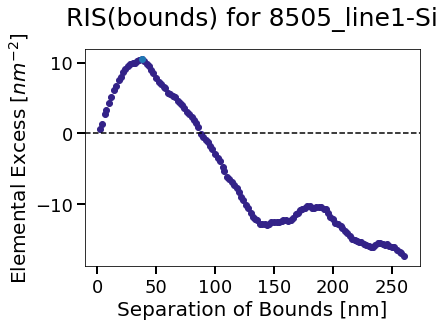 RIS(bounds) for 8505_line1-Si
Elemental Excess [nm⁻²]
10
0
−10
0 50 100 150 200 250
Separation of Bounds [nm]